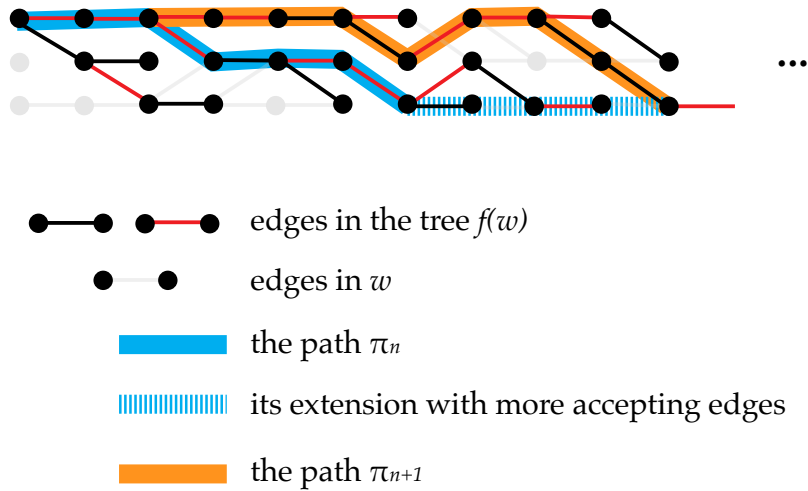 ...
edges in the tree f(w)
edges in w
the path πn
its extension with more accepting edges
the path πn+1